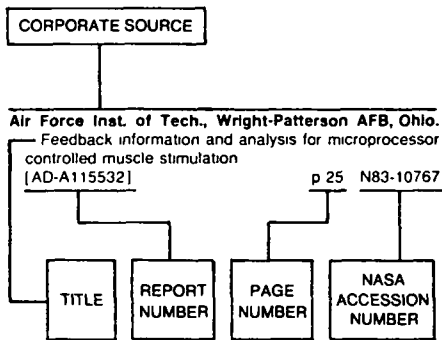 CORPORATE SOURCE
Air Force Inst. of Tech., Wright-Patterson AFB, Ohio.
Feedback information and analysis for microprocessor
controlled muscle stimulation
[AD-A115532] p 25 N83-10767
TITLE
REPORT
NUMBER
PAGE
NUMBER
NASA
ACCESSION
NUMBER